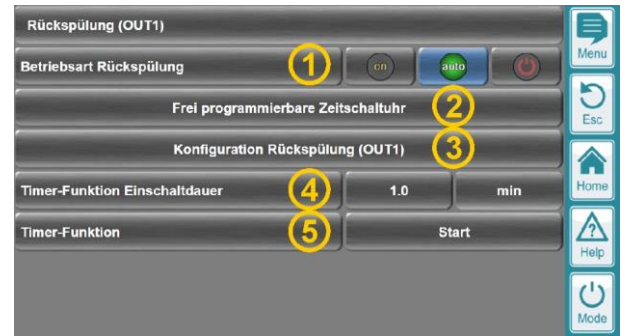 Rückspülung (OUT1)
Menu
Betriebsart Rückspülung 1 on auto
Frei programmierbare Zeitschaltuhr 2
Esc
Konfiguration Rückspülung (OUT1) 3
Timer-Funktion Einschaltdauer 4 1.0 min
Home
Timer-Funktion 5 Start
Help
Mode